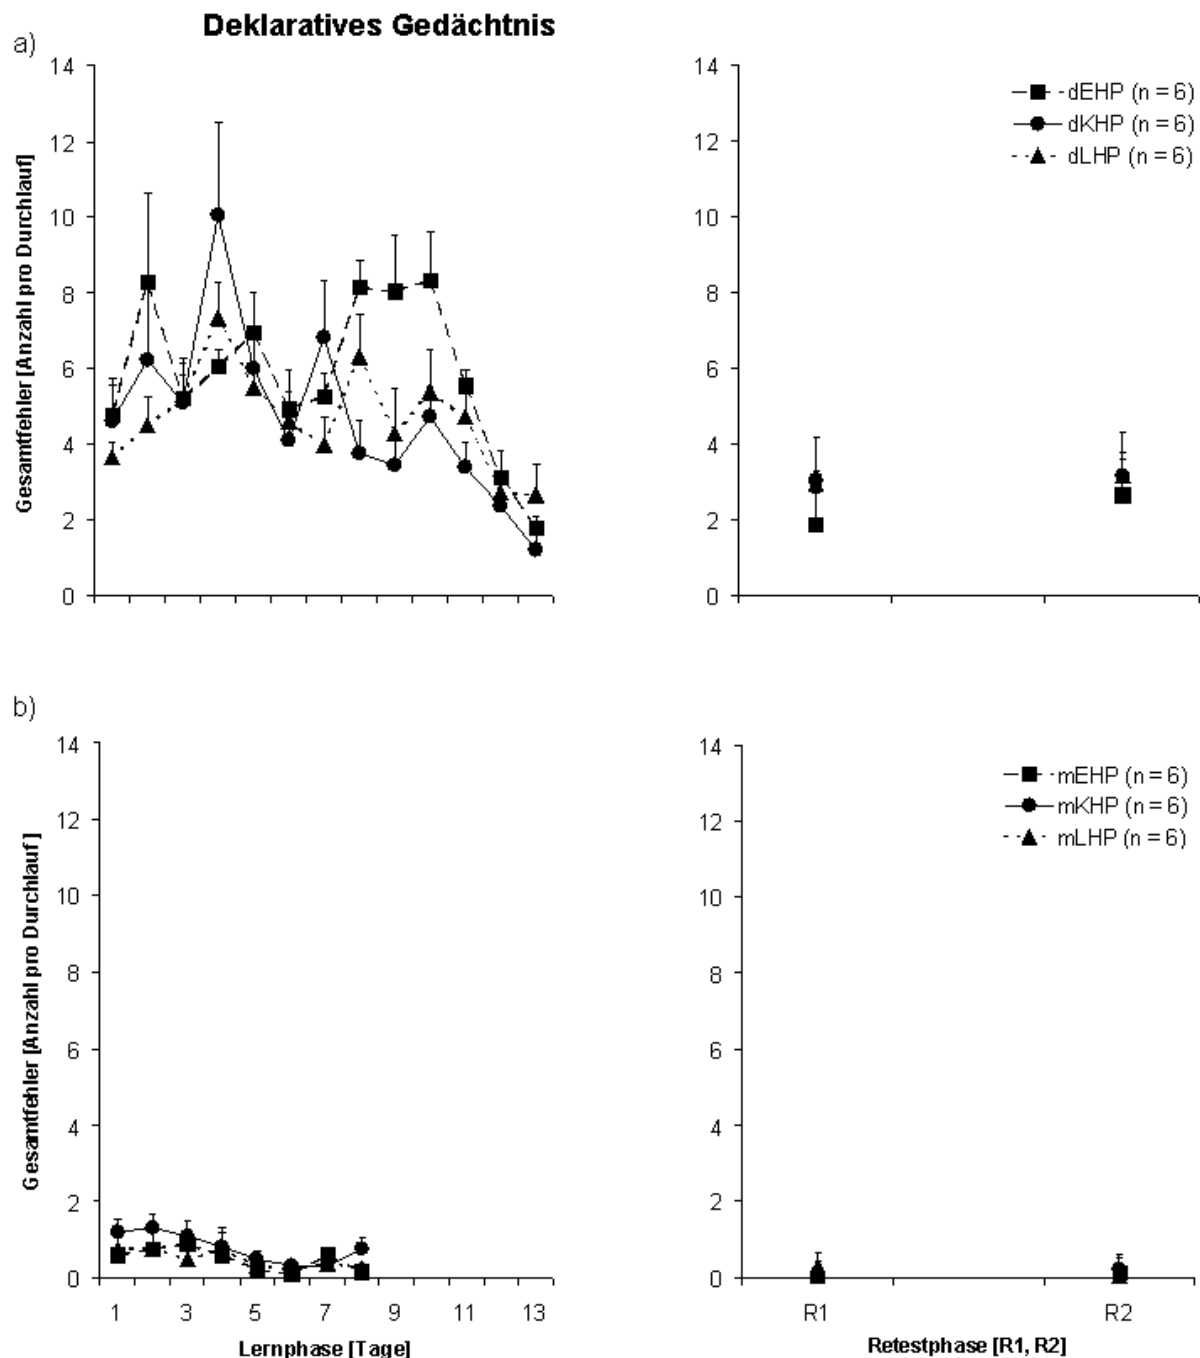 Deklaratives Gedächtnis
a)
14
12
10
8
6
4
2
0
Gesamtfehler [Anzahl pro Durchlauf]
14
12
10
8
6
4
2
0
dEHP (n = 6)
dKHP (n = 6)
dLHP (n = 6)
b)
14
12
10
8
6
4
2
0
Gesamtfehler [Anzahl pro Durchlauf]
1 3 5 7 9 11 13
Lernphase [Tage]
14
12
10
8
6
4
2
0
mEHP (n = 6)
mKHP (n = 6)
mLHP (n = 6)
R1 R2
Retestphase [R1, R2]